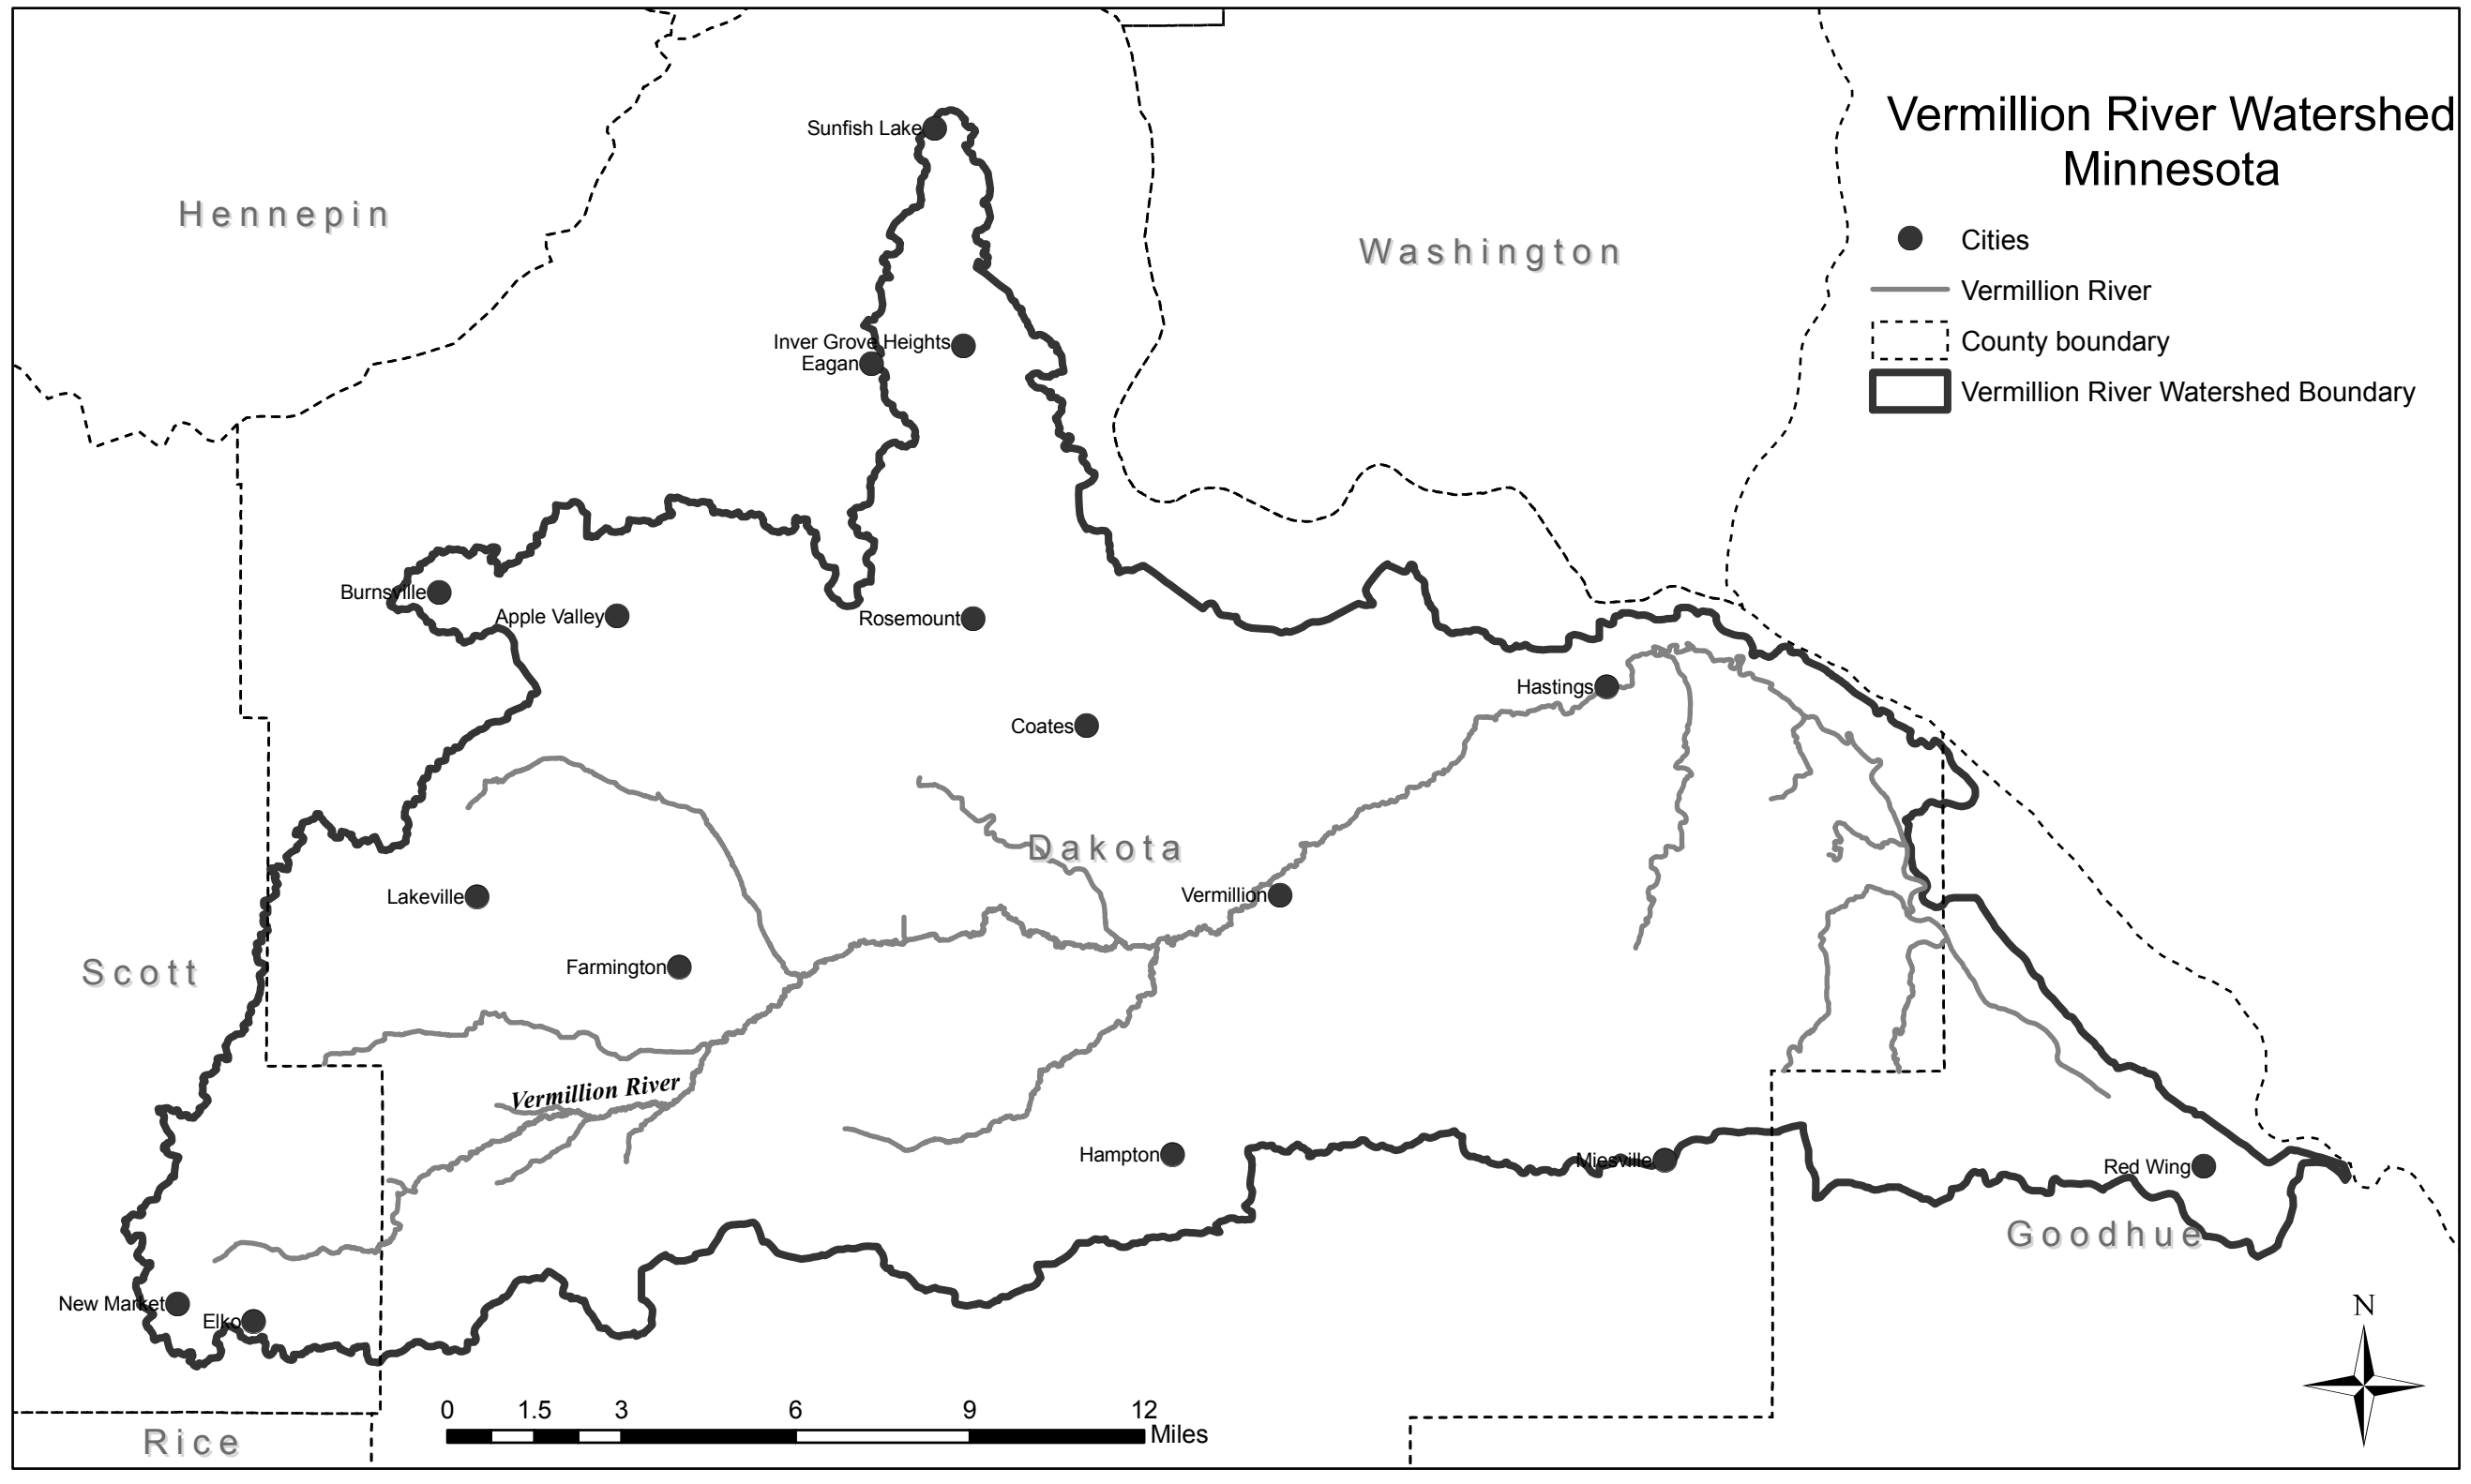 Vermillion River Watershed
Minnesota
Cities
Vermillion River
County boundary
Vermillion River Watershed Boundary
Sunfish Lake
Hennepin
Washington
Inver Grove Heights
Eagan
Burnsville
Apple Valley
Rosemount
Hastings
Coates
Dakota
Lakeville
Vermillion
Farmington
Scott
Vermillion River
Hampton
Miesville
Red Wing
Goodhue
New Market
Elko
N
0 1.5 3 6 9 12
Miles
Rice